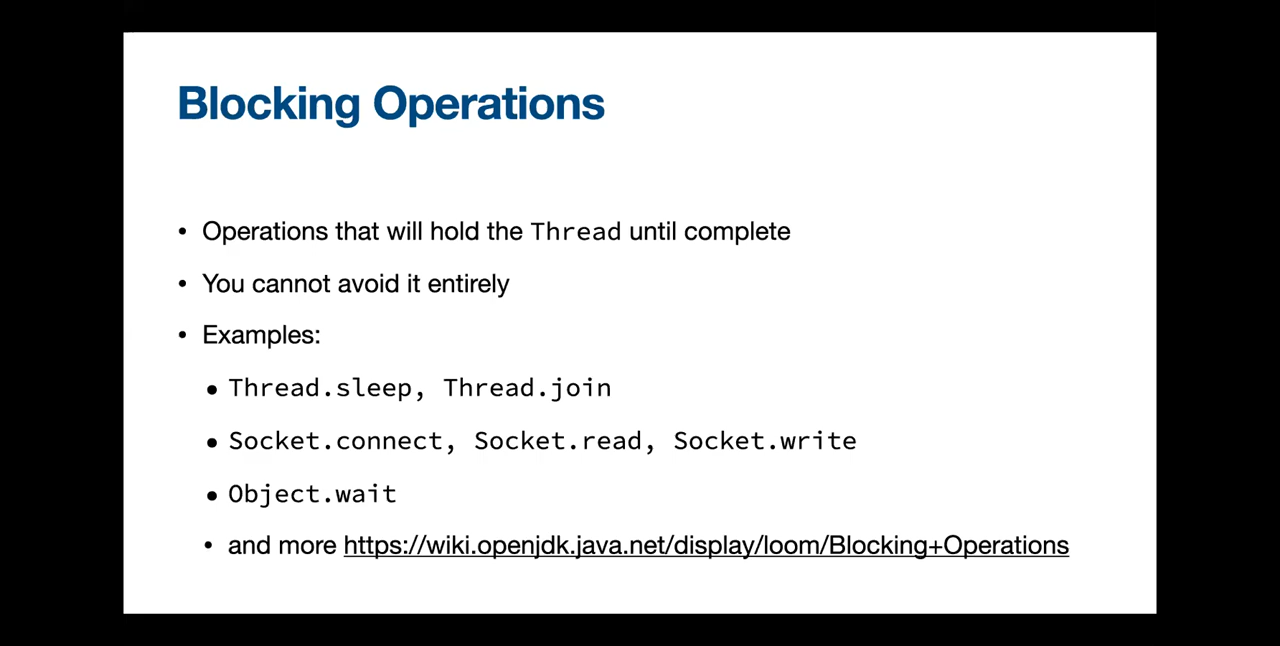 Blocking Operations
• Operations that will hold the Thread until complete
• You cannot avoid it entirely
• Examples:
• Thread.sleep, Thread.join
• Socket.connect, Socket.read, Socket.write
• Object.wait
• and more https://wiki.openjdk.java.net/display/loom/Blocking+Operations